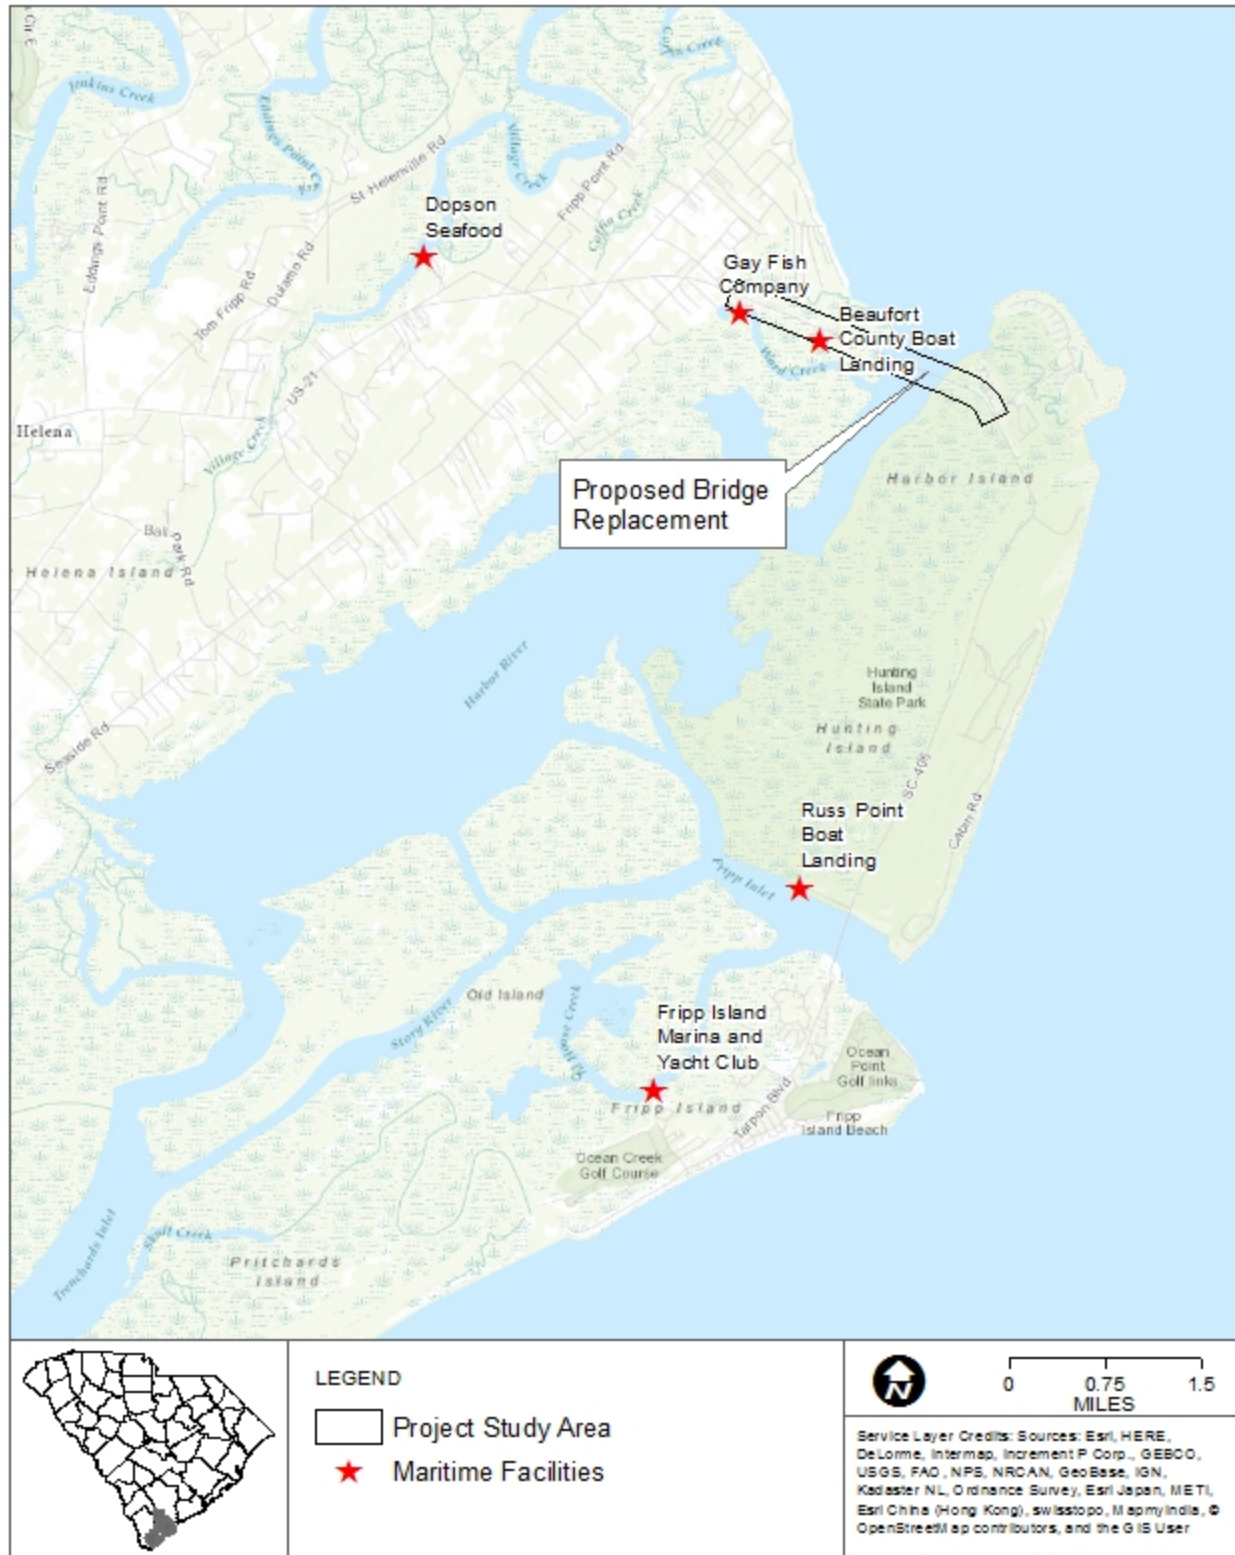 Jenkins Creek
Eddings Point Rd
St Helenville Rd
Village
Creek
Fripp Point Rd
Coffin Creek
Dopson
Seafood
Dulamo Rd
Tom Fripp Rd
US-21
Gay Fish
Company
Beaufort
County Boat
Landing
Ward Creek
Helena
Village Creek
Proposed Bridge
Replacement
Harbor Island
Ball
Park Rd
Helena Island
Harbor River
Hunting
Island
State Park
Hunting
Island
Seaside Rd
SC-406
Cabin Rd
Russ Point
Boat
Landing
Fripp Inlet
Old Island
Story River
Old House Creek
Fripp Island
Marina and
Yacht Club
Ocean
Point
Golf links
Fripp Island
Tarpon Blvd
Fripp
Island Beach
Ocean Creek
Golf Course
Trenchards Inlet
Skull Creek
Pritchards
Island
LEGEND
Project Study Area
Maritime Facilities
N
0 0.75 1.5
MILES
Service Layer Credits: Sources: Esri, HERE,
DeLorme, Intermap, Increment P Corp., GEBCO,
USGS, FAO, NPS, NRCAN, GeoBase, IGN,
Kadaster NL, Ordnance Survey, Esri Japan, METI,
Esri China (Hong Kong), swisstopo, MapmyIndia, ©
OpenStreetMap contributors, and the GIS User